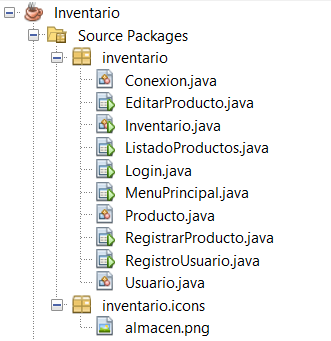 Inventario
Source Packages
inventario
Conexion.java
EditarProducto.java
Inventario.java
ListadoProductos.java
Login.java
MenuPrincipal.java
Producto.java
RegistrarProducto.java
RegistroUsuario.java
Usuario.java
inventario.icons
almacen.png